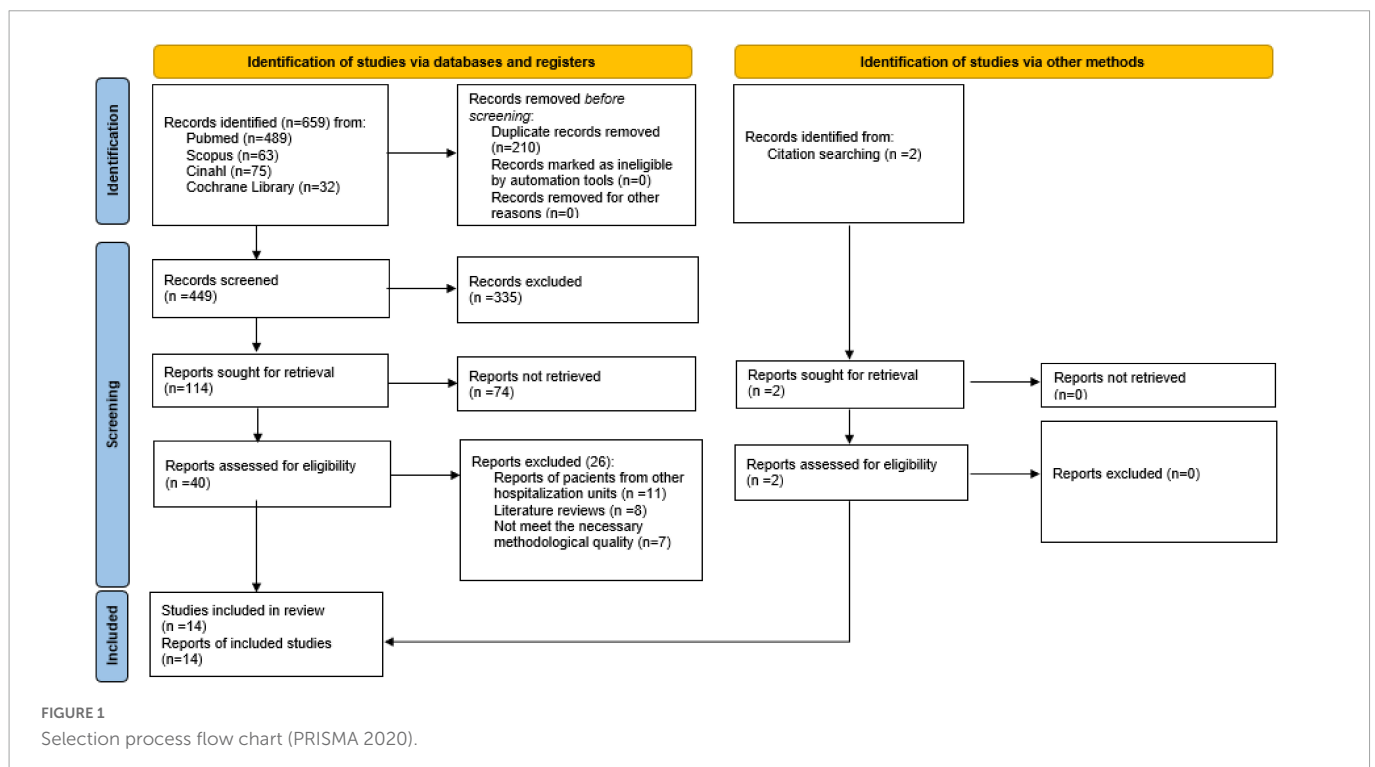 Identification of studies via databases and registers
Identification of studies via other methods
Identification
Records identified (n=659) from:
Pubmed (n=489)
Scopus (n=63)
Cinahl (n=75)
Cochrane Library (n=32)
Records removed before
screening:
Duplicate records removed
(n=210)
Records marked as ineligible
by automation tools (n=0)
Records removed for other
reasons (n=0)
Records identified from:
Citation searching (n =2)
Screening
Records screened
(n =449)
Records excluded
(n =335)
Reports sought for retrieval
(n=114)
Reports not retrieved
(n =74)
Reports sought for retrieval
(n =2)
Reports not retrieved
(n=0)
Reports assessed for eligibility
(n =40)
Reports excluded (26):
Reports of pacients from other
hospitalization units (n =11)
Literature reviews (n =8)
Not meet the necessary
methodological quality (n=7)
Reports assessed for eligibility
(n =2)
Reports excluded (n=0)
Included
Studies included in review
(n =14)
Reports of included studies
(n=14)
FIGURE 1
Selection process flow chart (PRISMA 2020).